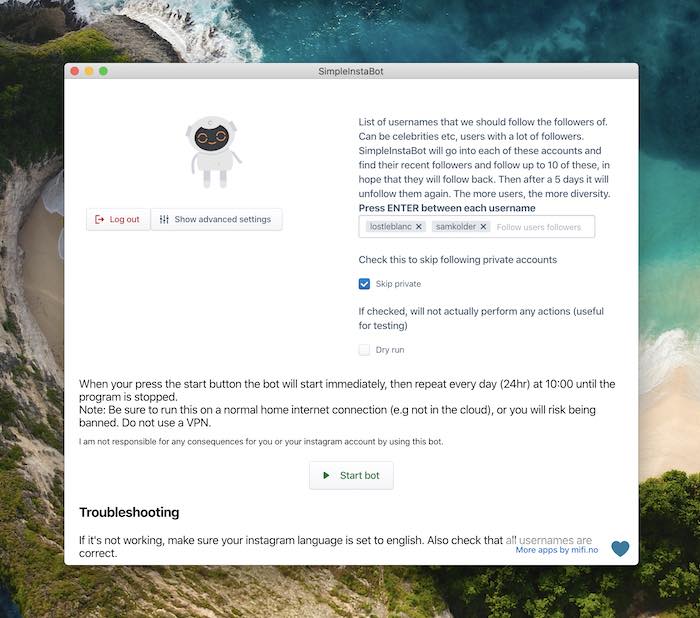 SimpleInstaBot
List of usernames that we should follow the followers of.
Can be celebrities etc, users with a lot of followers.
SimpleInstaBot will go into each of these accounts and
find their recent followers and follow up to 10 of these, in
hope that they will follow back. Then after a 5 days it will
unfollow them again. The more users, the more diversity.
Press ENTER between each username
Log out Show advanced settings
lostleblanc samkolder Follow users followers
Check this to skip following private accounts
Skip private
If checked, will not actually perform any actions (useful
for testing)
Dry run
When your press the start button the bot will start immediately, then repeat every day (24hr) at 10:00 until the
program is stopped.
Note: Be sure to run this on a normal home internet connection (e.g not in the cloud), or you will risk being
banned. Do not use a VPN.
I am not responsible for any consequences for you or your instagram account by using this bot.
Start bot
Troubleshooting
If it's not working, make sure your instagram language is set to english. Also check that all usernames are
correct.
More apps by mifi.no